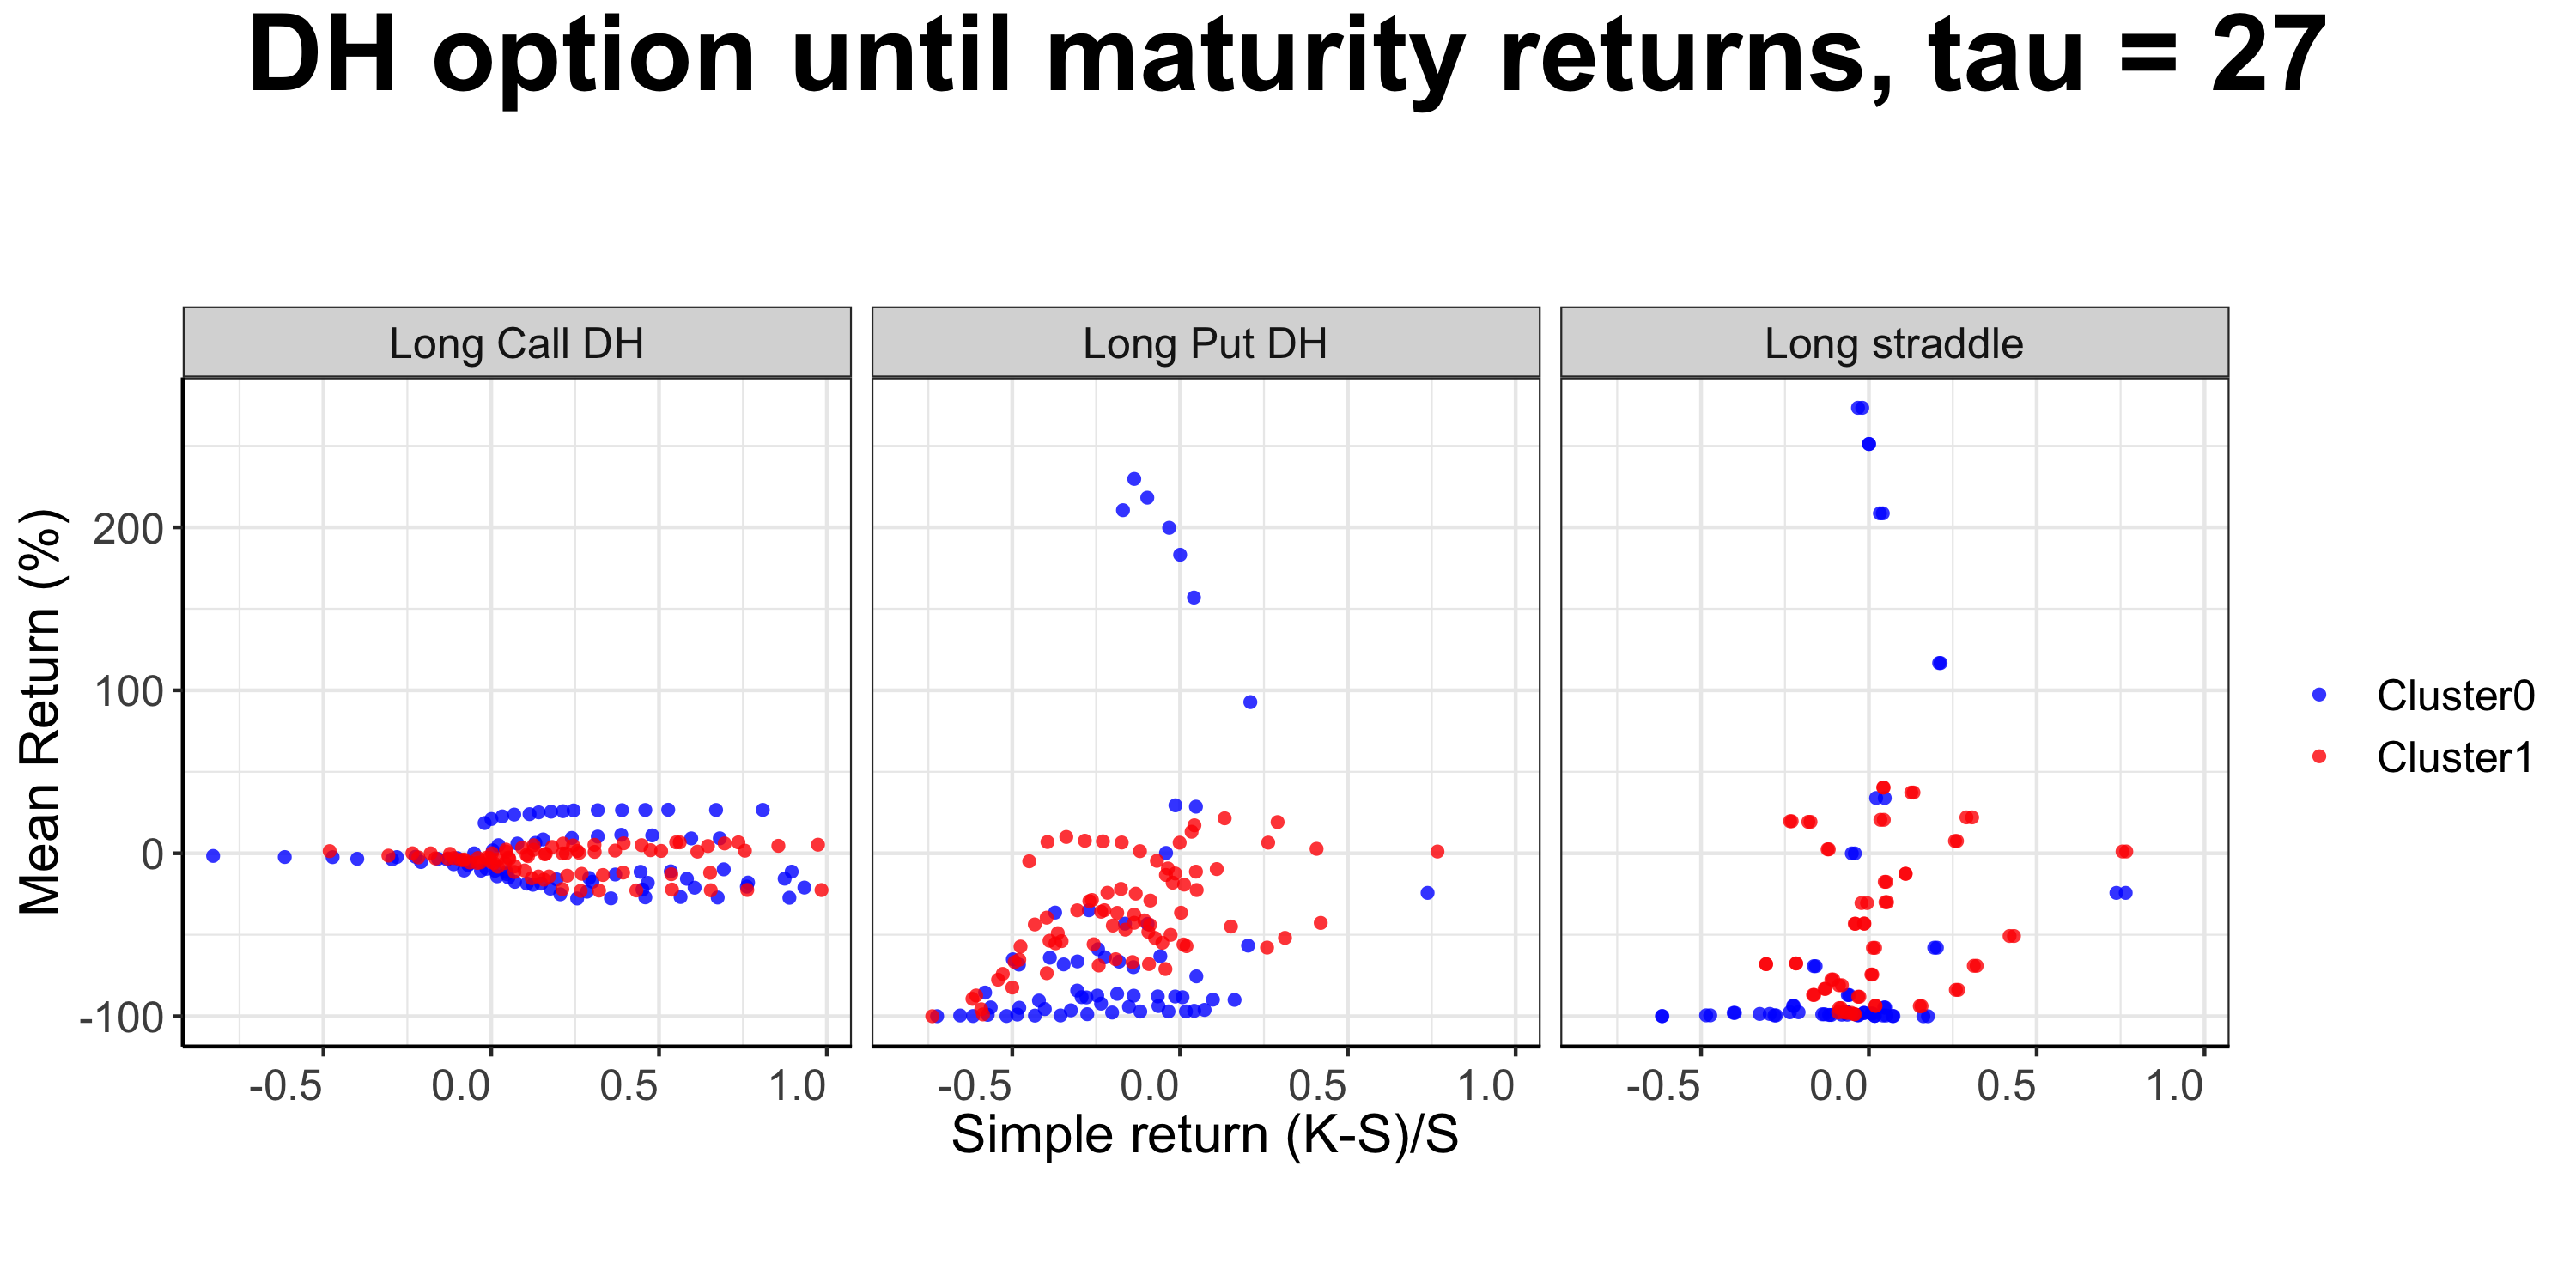 DH option until maturity returns, tau = 27
Long Call DH
Long Put DH
Long straddle
Mean Return (%)
200
100
0
-100
-0.5 0.0 0.5 1.0
-0.5 0.0 0.5 1.0
-0.5 0.0 0.5 1.0
Simple return (K-S)/S
Cluster0
Cluster1